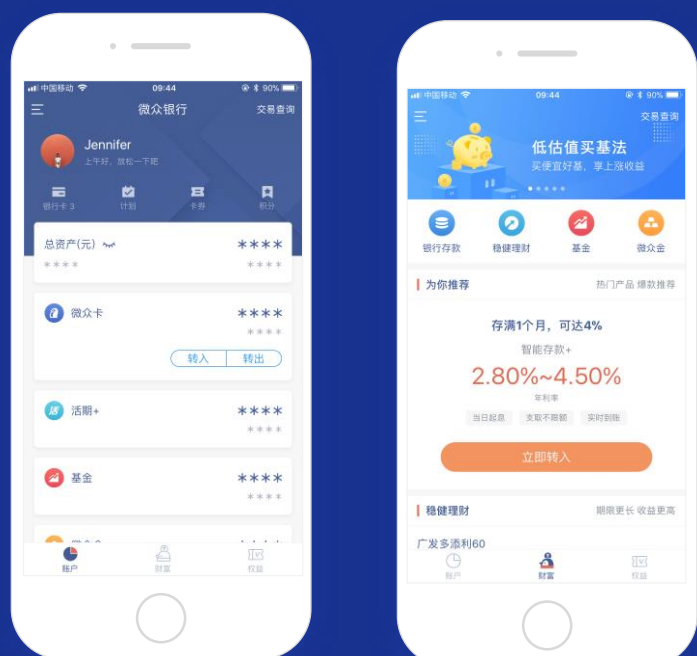 中国移动 09:44 90%
微众银行 交易查询
Jennifer
上午好,放松一下吧
银行卡 3 计划 卡券 积分
总资产(元) ****
**** ****
微众卡 ****
****
转入 转出
活期+ ****
****
基金 ****
****
账户 财富 权益
中国移动 09:44 90%
交易查询
低估值买基法
买便宜好基,享上涨收益
银行存款 稳健理财 基金 微众金
为你推荐 热门产品 爆款推荐
存满1个月,可达4%
智能存款+
2.80%~4.50%
年利率
当日起息 支取不限额 实时到账
立即转入
稳健理财 期限更长 收益更高
广发多添利60
账户 财富 权益